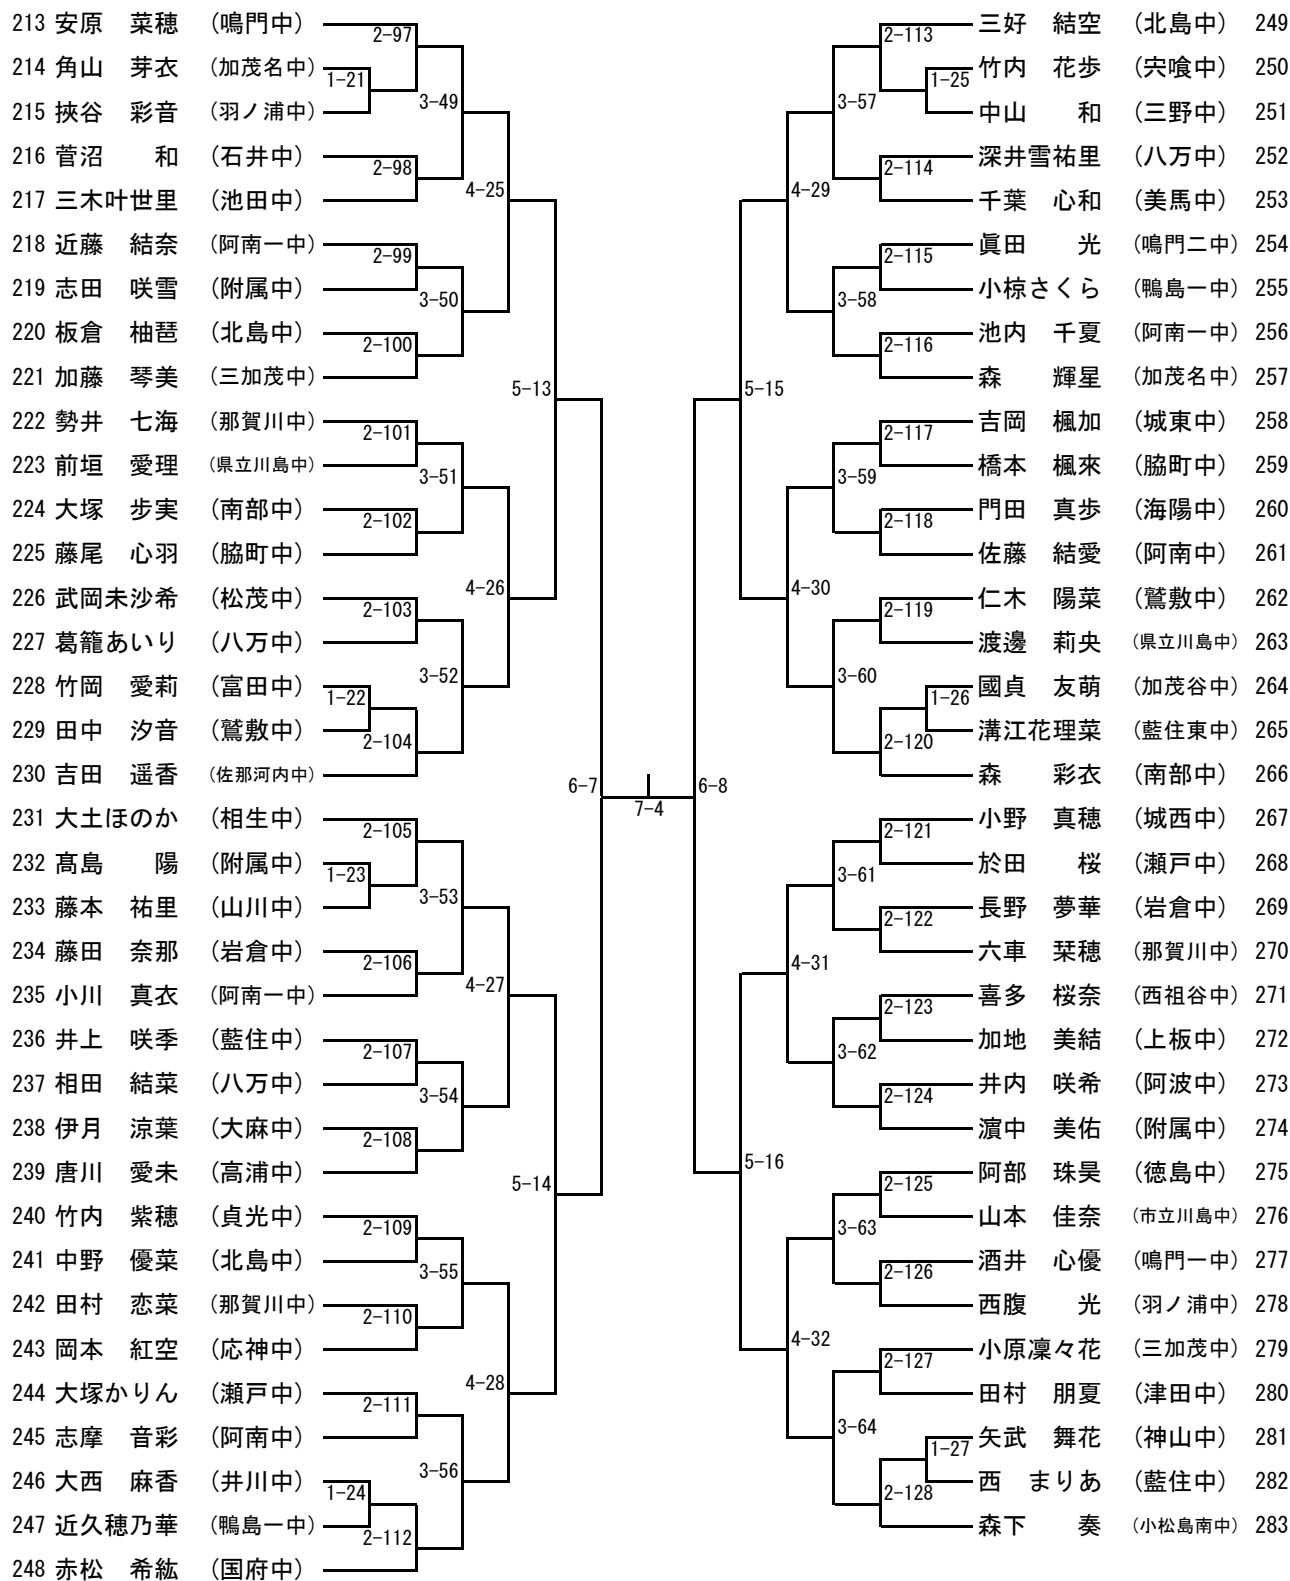 213 安原　菜穂 （鳴門中）
214 角山　芽衣 （加茂名中）
215 挾谷　彩音 （羽ノ浦中）
216 菅沼　　和 （石井中）
217 三木叶世里 （池田中）
218 近藤　結奈 （阿南一中）
219 志田　咲雪 （附属中）
220 板倉　柚琶 （北島中）
221 加藤　琴美 （三加茂中）
222 勢井　七海 （那賀川中）
223 前垣　愛理 （県立川島中）
224 大塚　歩実 （南部中）
225 藤尾　心羽 （脇町中）
226 武岡未沙希 （松茂中）
227 葛籠あいり （八万中）
228 竹岡　愛莉 （富田中）
229 田中　汐音 （鷲敷中）
230 吉田　遥香 （佐那河内中）
231 大土ほのか （相生中）
232 髙島　　陽 （附属中）
233 藤本　祐里 （山川中）
234 藤田　奈那 （岩倉中）
235 小川　真衣 （阿南一中）
236 井上　咲季 （藍住中）
237 相田　結菜 （八万中）
238 伊月　涼葉 （大麻中）
239 唐川　愛未 （高浦中）
240 竹内　紫穂 （貞光中）
241 中野　優菜 （北島中）
242 田村　恋菜 （那賀川中）
243 岡本　紅空 （応神中）
244 大塚かりん （瀬戸中）
245 志摩　音彩 （阿南中）
246 大西　麻香 （井川中）
247 近久穂乃華 （鴨島一中）
248 赤松　希紘 （国府中）
1-21
1-22
1-23
1-24
2-97
2-98
2-99
2-100
2-101
2-102
2-103
2-104
2-105
2-106
2-107
2-108
2-109
2-110
2-111
2-112
3-49
3-50
3-51
3-52
3-53
3-54
3-55
3-56
4-25
4-26
4-27
4-28
5-13
5-14
6-7
7-4
6-8
5-15
5-16
4-29
4-30
4-31
4-32
3-57
3-58
3-59
3-60
3-61
3-62
3-63
3-64
2-113
2-114
2-115
2-116
2-117
2-118
2-119
2-120
2-121
2-122
2-123
2-124
2-125
2-126
2-127
2-128
1-25
1-26
1-27
三好　結空 （北島中） 249
竹内　花歩 （宍喰中） 250
中山　　和 （三野中） 251
深井雪祐里 （八万中） 252
千葉　心和 （美馬中） 253
眞田　　光 （鳴門二中） 254
小椋さくら （鴨島一中） 255
池内　千夏 （阿南一中） 256
森　　輝星 （加茂名中） 257
吉岡　楓加 （城東中） 258
橋本　楓來 （脇町中） 259
門田　真歩 （海陽中） 260
佐藤　結愛 （阿南中） 261
仁木　陽菜 （鷲敷中） 262
渡邊　莉央 （県立川島中） 263
國貞　友萌 （加茂谷中） 264
溝江花理菜 （藍住東中） 265
森　　彩衣 （南部中） 266
小野　真穂 （城西中） 267
於田　　桜 （瀬戸中） 268
長野　夢華 （岩倉中） 269
六車　栞穂 （那賀川中） 270
喜多　桜奈 （西祖谷中） 271
加地　美結 （上板中） 272
井内　咲希 （阿波中） 273
濵中　美佑 （附属中） 274
阿部　珠昊 （徳島中） 275
山本　佳奈 （市立川島中） 276
酒井　心優 （鳴門一中） 277
西腹　　光 （羽ノ浦中） 278
小原凜々花 （三加茂中） 279
田村　朋夏 （津田中） 280
矢武　舞花 （神山中） 281
西　まりあ （藍住中） 282
森下　　奏 （小松島南中） 283